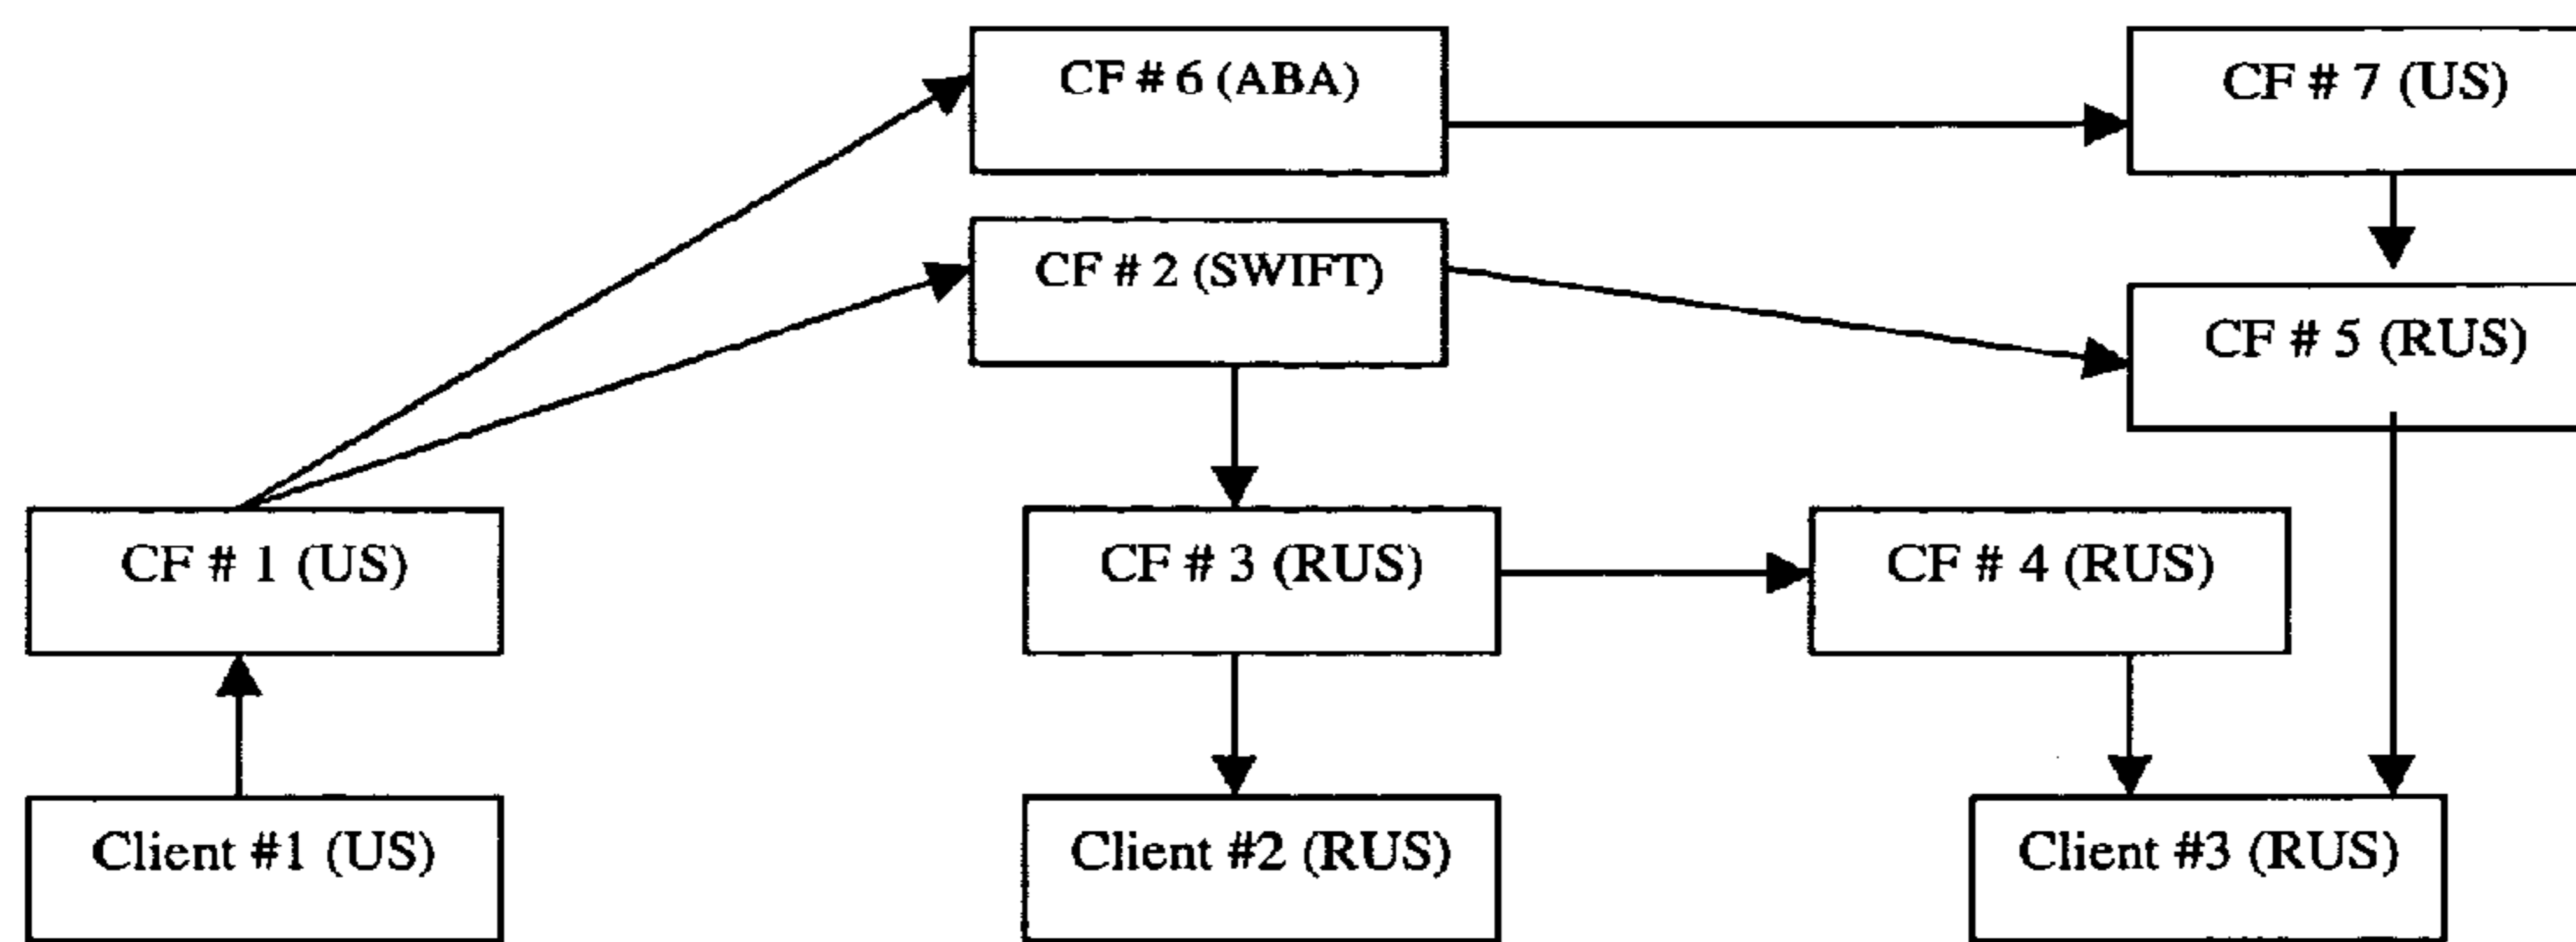 CF # 6 (ABA)
CF # 7 (US)
CF # 2 (SWIFT)
CF # 5 (RUS)
CF # 1 (US)
CF # 3 (RUS)
CF # 4 (RUS)
Client #1 (US)
Client #2 (RUS)
Client #3 (RUS)